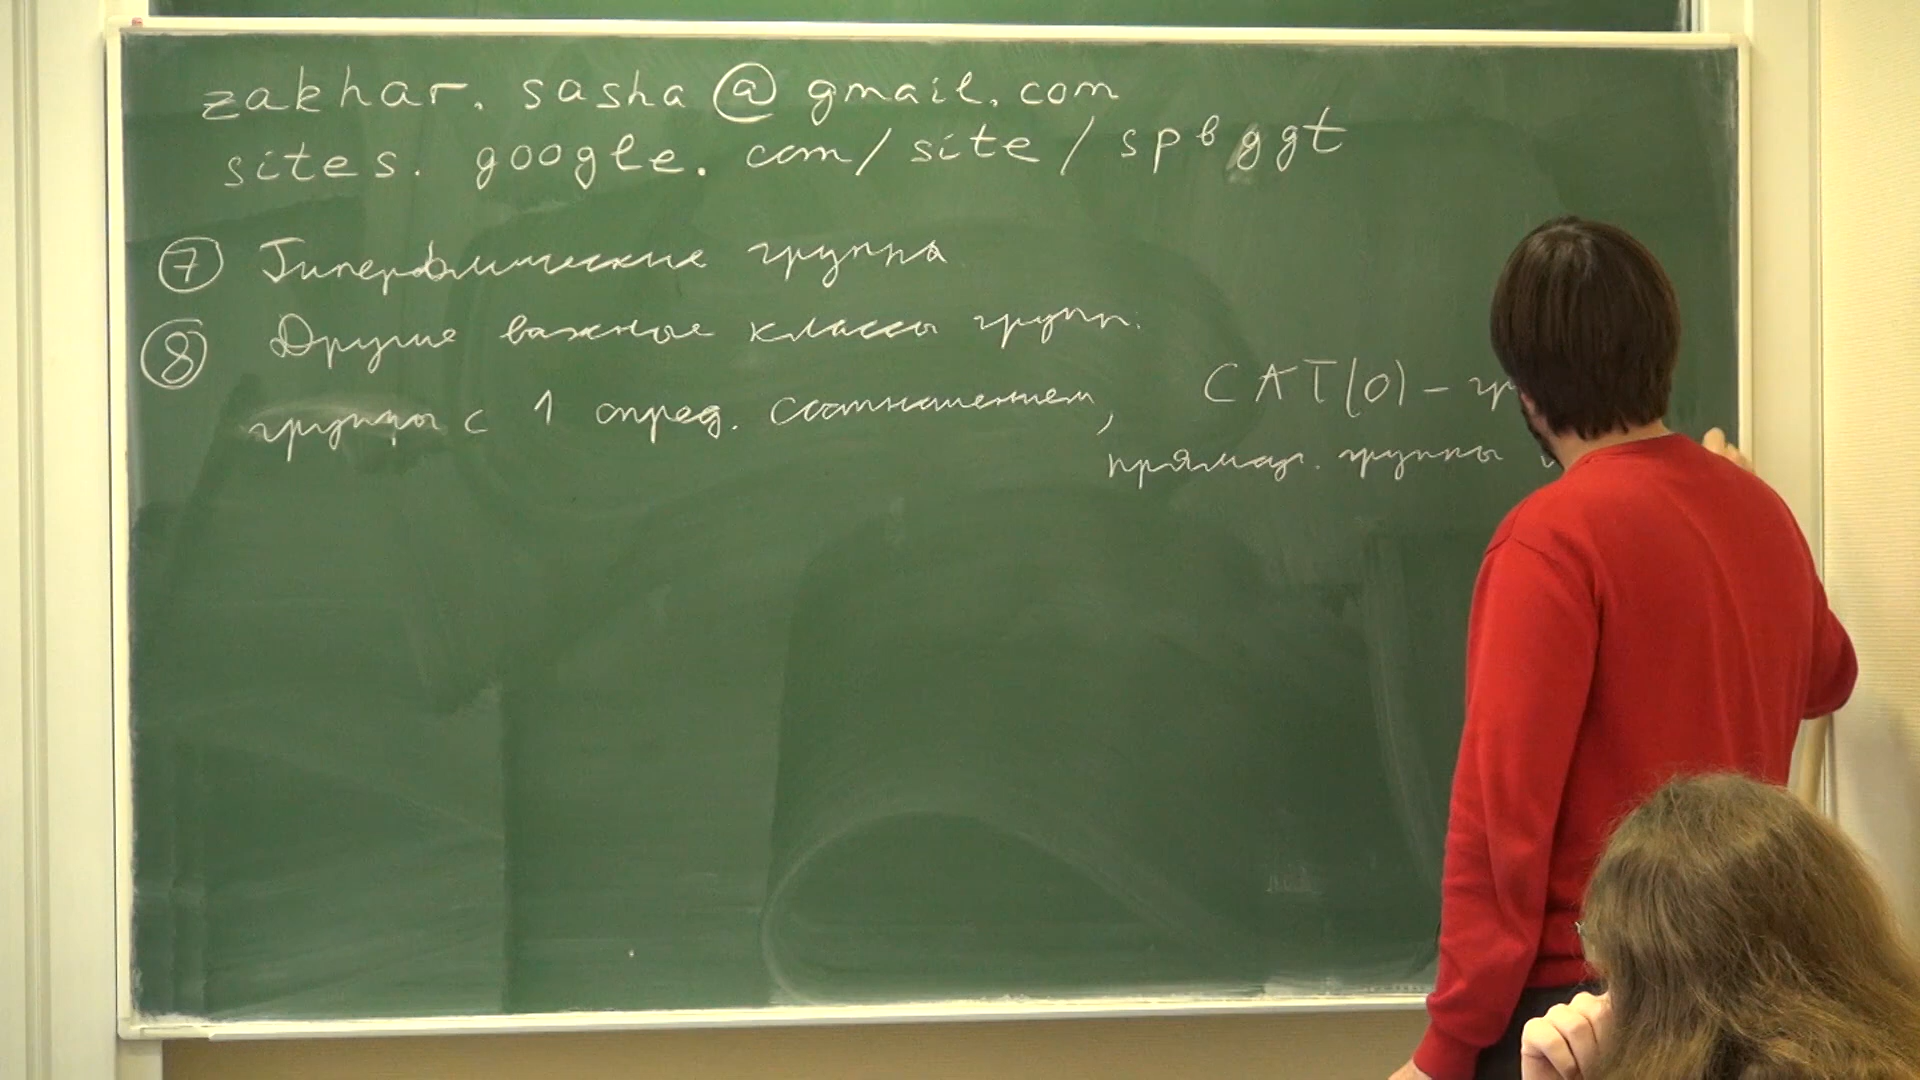 zakhar.sasha@gmail.com
sites.google.com/site/spbggt
⑦ Гиперболические группы
⑧ Другие важные классы групп:
группы с 1 опред. соотношением, CAT(0) – гр
прямоуг. группы